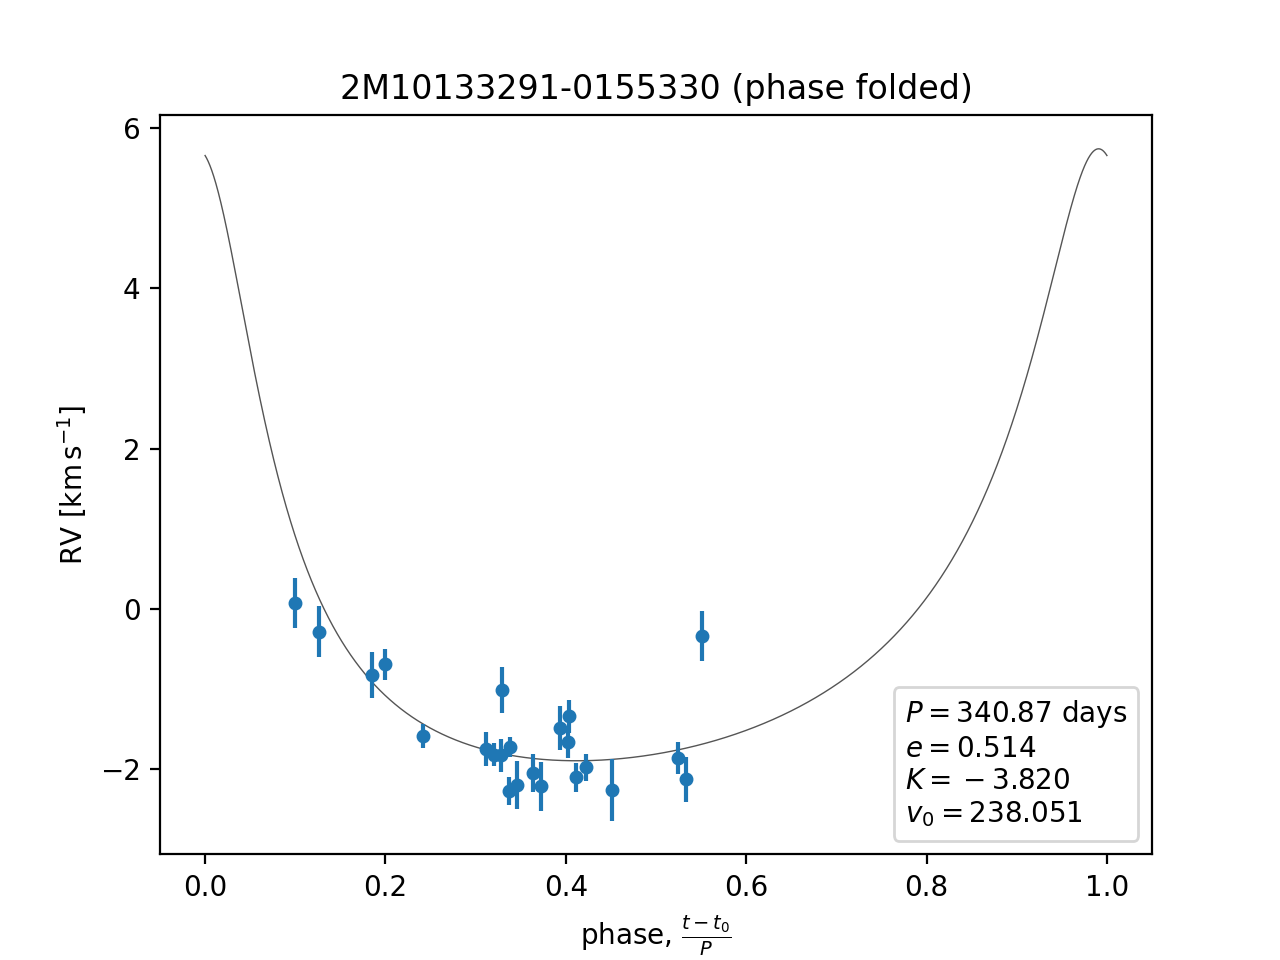 2M10133291-0155330 (phase folded)
6
4
2
0
−2
RV [km s⁻¹]
P = 340.87 days
e = 0.514
K = −3.820
v₀ = 238.051
0.0 0.2 0.4 0.6 0.8 1.0
phase, (t − t₀)/P